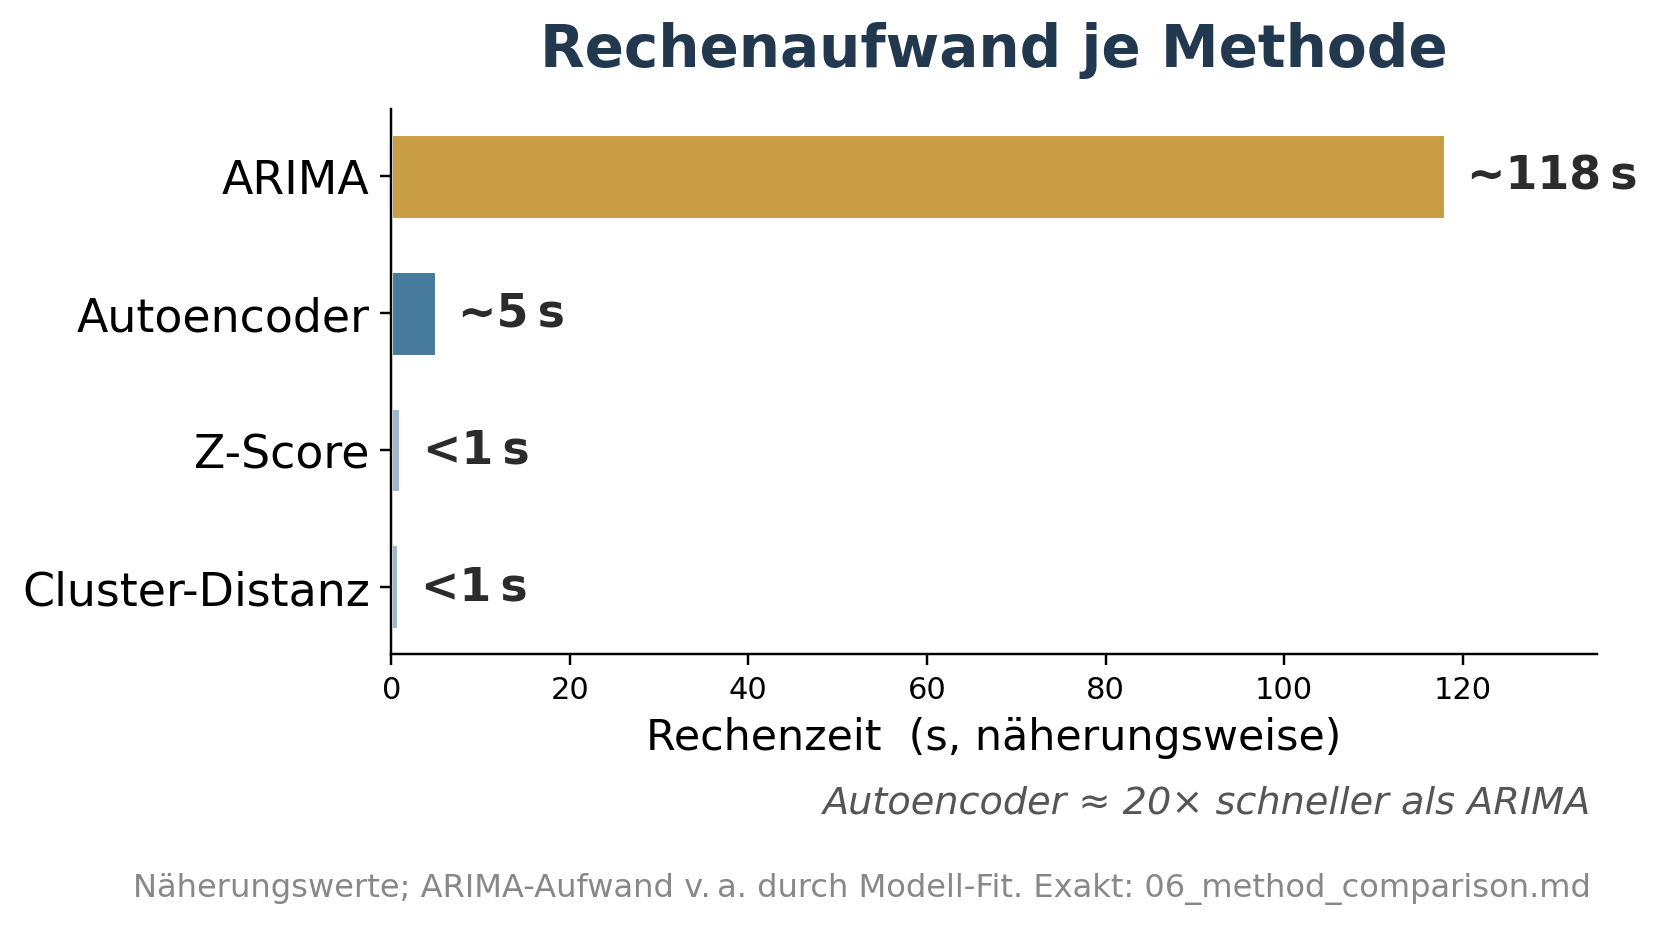 Rechenaufwand je Methode
ARIMA
~118 s
Autoencoder
~5 s
Z-Score
<1 s
Cluster-Distanz
<1 s
0 20 40 60 80 100 120
Rechenzeit (s, näherungsweise)
Autoencoder ≈ 20× schneller als ARIMA
Näherungswerte; ARIMA-Aufwand v. a. durch Modell-Fit. Exakt: 06_method_comparison.md